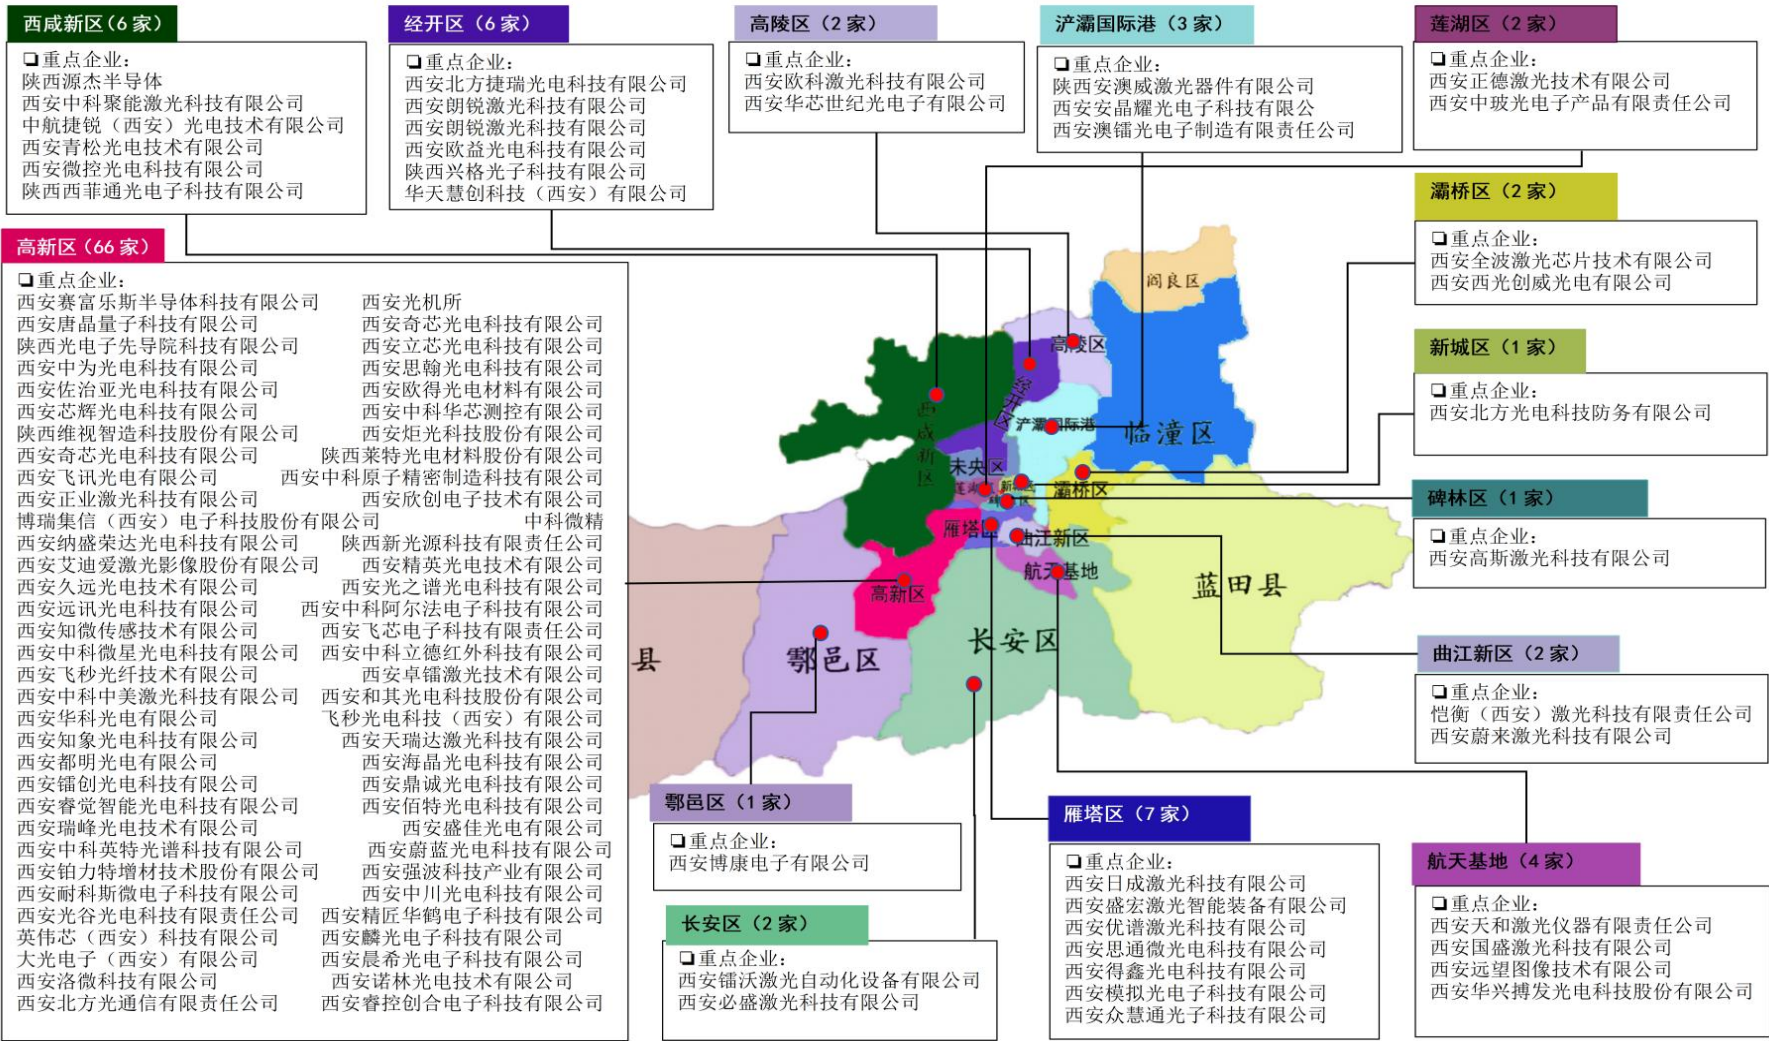 西咸新区（6 家）
❑重点企业：
陕西源杰半导体
西安中科聚能激光科技有限公司
中航捷锐（西安）光电技术有限公司
西安青松光电技术有限公司
西安微控光电科技有限公司
陕西西菲通光电子科技有限公司
经开区（6 家）
❑重点企业：
西安北方捷瑞光电科技有限公司
西安朗锐激光科技有限公司
西安朗锐激光科技有限公司
西安欧益光电科技有限公司
陕西兴格光子科技有限公司
华天慧创科技（西安）有限公司
高陵区（2 家）
❑重点企业：
西安欧科激光科技有限公司
西安华芯世纪光电子有限公司
浐灞国际港（3 家）
❑重点企业：
陕西安澳威激光器件有限公司
西安安晶耀光电子科技有限公
西安澳镭光电子制造有限责任公司
莲湖区（2 家）
❑重点企业：
西安正德激光技术有限公司
西安中玻光电子产品有限责任公司
灞桥区（2 家）
❑重点企业：
西安全波激光芯片技术有限公司
西安西光创威光电有限公司
新城区（1 家）
❑重点企业：
西安北方光电科技防务有限公司
碑林区（1 家）
❑重点企业：
西安高斯激光科技有限公司
曲江新区（2 家）
❑重点企业：
恺衡（西安）激光科技有限责任公司
西安蔚来激光科技有限公司
航天基地（4 家）
❑重点企业：
西安天和激光仪器有限责任公司
西安国盛激光科技有限公司
西安远望图像技术有限公司
西安华兴搏发光电科技股份有限公司
雁塔区（7 家）
❑重点企业：
西安日成激光科技有限公司
西安盛宏激光智能装备有限公司
西安优谱激光科技有限公司
西安思通微光电科技有限公司
西安得鑫光电科技有限公司
西安模拟光电子科技有限公司
西安众慧通光子科技有限公司
鄠邑区（1 家）
❑重点企业：
西安博康电子有限公司
长安区（2 家）
❑重点企业：
西安镭沃激光自动化设备有限公司
西安必盛激光科技有限公司
高新区（66 家）
❑重点企业：
西安赛富乐斯半导体科技有限公司 西安光机所
西安唐晶量子科技有限公司 西安奇芯光电科技有限公司
陕西光电子先导院科技有限公司 西安立芯光电科技有限公司
西安中为光电科技有限公司 西安思翰光电科技有限公司
西安佐治亚光电科技有限公司 西安欧得光电材料有限公司
西安芯辉光电科技有限公司 西安中科华芯测控有限公司
陕西维视智造科技股份有限公司 西安炬光科技股份有限公司
西安奇芯光电科技有限公司 陕西莱特光电材料股份有限公司
西安飞讯光电有限公司 西安中科原子精密制造科技有限公司
西安正业激光科技有限公司 西安欣创电子技术有限公司
博瑞集信（西安）电子科技股份有限公司 中科微精
西安纳盛荣达光电科技有限公司 陕西新光源科技有限责任公司
西安艾迪爱激光影像股份有限公司 西安精英光电技术有限公司
西安久远光电技术有限公司 西安光之谱光电科技有限公司
西安远讯光电科技有限公司 西安中科阿尔法电子科技有限公司
西安知微传感技术有限公司 西安飞芯电子科技有限责任公司
西安中科微星光电科技有限公司 西安中科立德红外科技有限公司
西安飞秒光纤技术有限公司 西安卓镭激光技术有限公司
西安中科中美激光科技有限公司 西安和其光电科技股份有限公司
西安华科光电有限公司 飞秒光电科技（西安）有限公司
西安知象光电科技有限公司 西安天瑞达激光科技有限公司
西安都明光电有限公司 西安海晶光电科技有限公司
西安镭创光电科技有限公司 西安鼎诚光电科技有限公司
西安睿觉智能光电科技有限公司 西安佰特光电科技有限公司
西安瑞峰光电技术有限公司 西安盛佳光电有限公司
西安中科英特光谱科技有限公司 西安蔚蓝光电科技有限公司
西安铂力特增材技术股份有限公司 西安强波科技产业有限公司
西安耐科斯微电子科技有限公司 西安中川光电科技有限公司
西安光谷光电科技有限责任公司 西安精匠华鹤电子科技有限公司
英伟芯（西安）科技有限公司 西安麟光电子科技有限公司
大光电子（西安）有限公司 西安晨希光电子科技有限公司
西安洛微科技有限公司 西安诺林光电技术有限公司
西安北方光通信有限责任公司 西安睿控创合电子科技有限公司
阎良区
高陵区
经开区
西咸新区
浐灞国际港
临潼区
未央区
莲湖
新城区
灞桥区
雁塔区
曲江新区
航天基地
高新区
蓝田县
长安区
鄠邑区
县